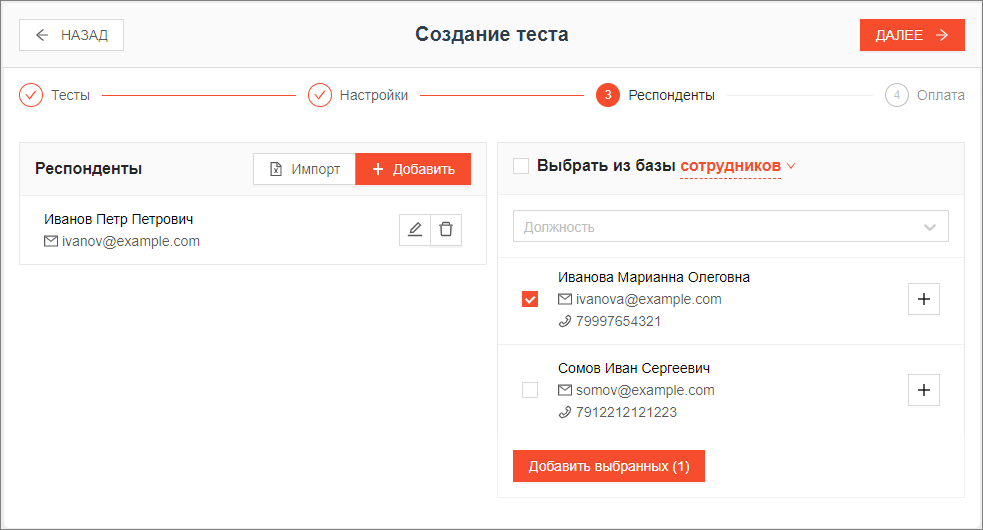 НАЗАД
Создание теста
ДАЛЕЕ
Тесты
Настройки
3 Респонденты
4 Оплата
Респонденты
Импорт
Добавить
Иванов Петр Петрович
ivanov@example.com
Выбрать из базы сотрудников
Должность
Иванова Марианна Олеговна
ivanova@example.com
79997654321
Сомов Иван Сергеевич
somov@example.com
7912212121223
Добавить выбранных (1)